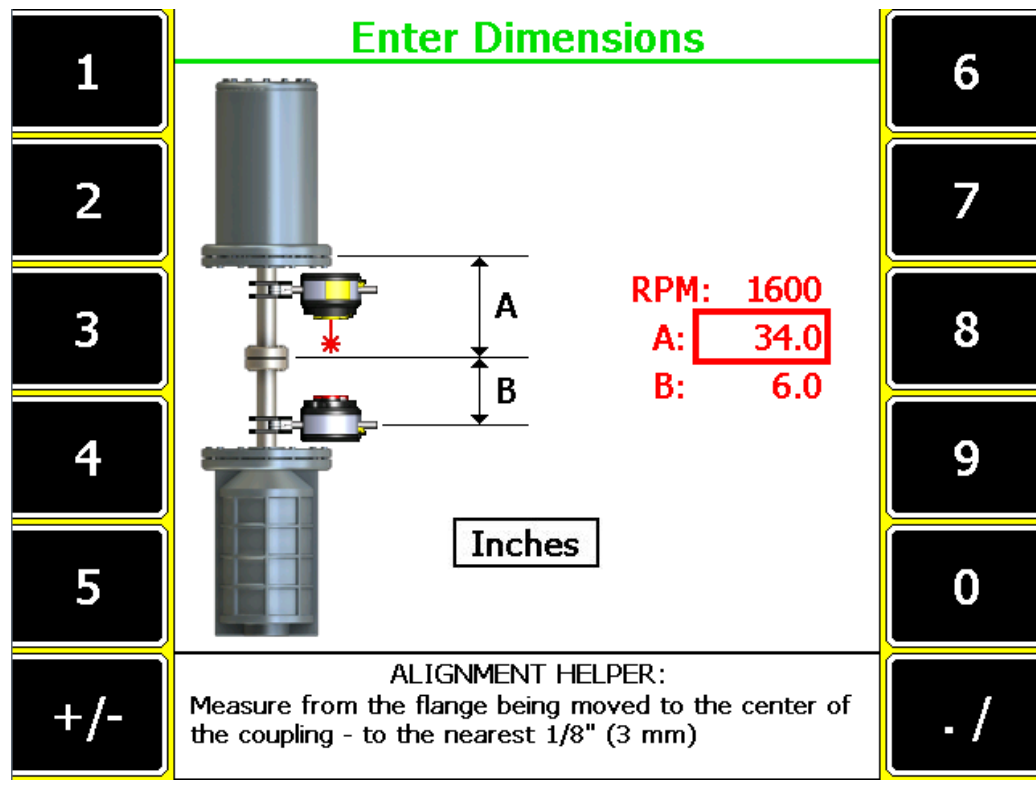 Enter Dimensions
1
2
3
4
5
+/-
A
B
RPM: 1600
A: 34.0
B: 6.0
Inches
ALIGNMENT HELPER:
Measure from the flange being moved to the center of
the coupling - to the nearest 1/8" (3 mm)
6
7
8
9
0
. /